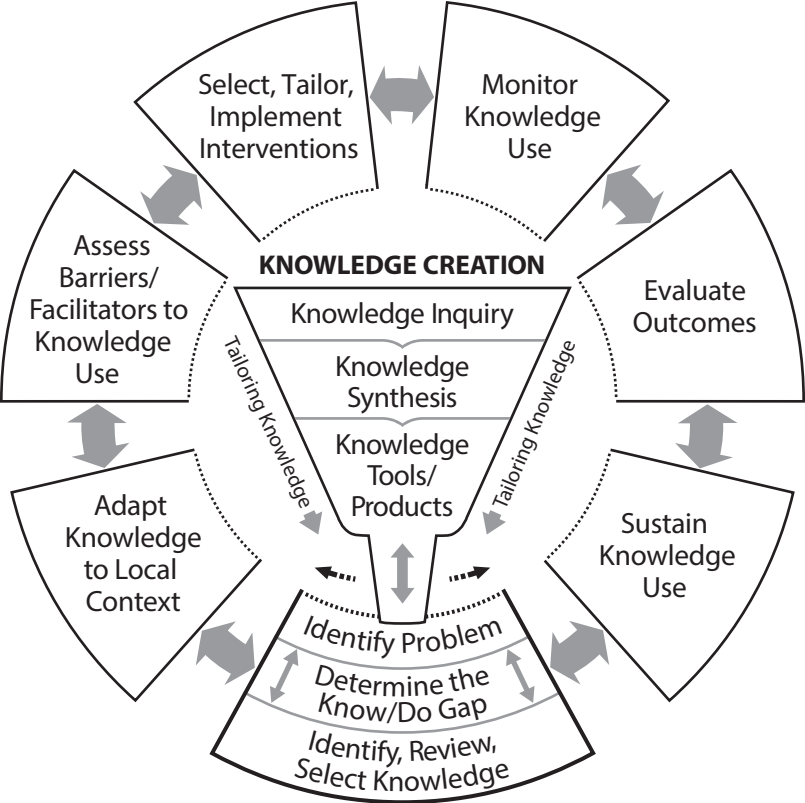 Select, Tailor,
Implement
Interventions
Monitor
Knowledge
Use
Assess
Barriers/
Facilitators to
Knowledge
Use
KNOWLEDGE CREATION
Knowledge Inquiry
Knowledge
Synthesis
Knowledge
Tools/
Products
Tailoring Knowledge
Tailoring Knowledge
Evaluate
Outcomes
Adapt
Knowledge
to Local
Context
Sustain
Knowledge
Use
Identify Problem
Determine the
Know/Do Gap
Identify, Review,
Select Knowledge